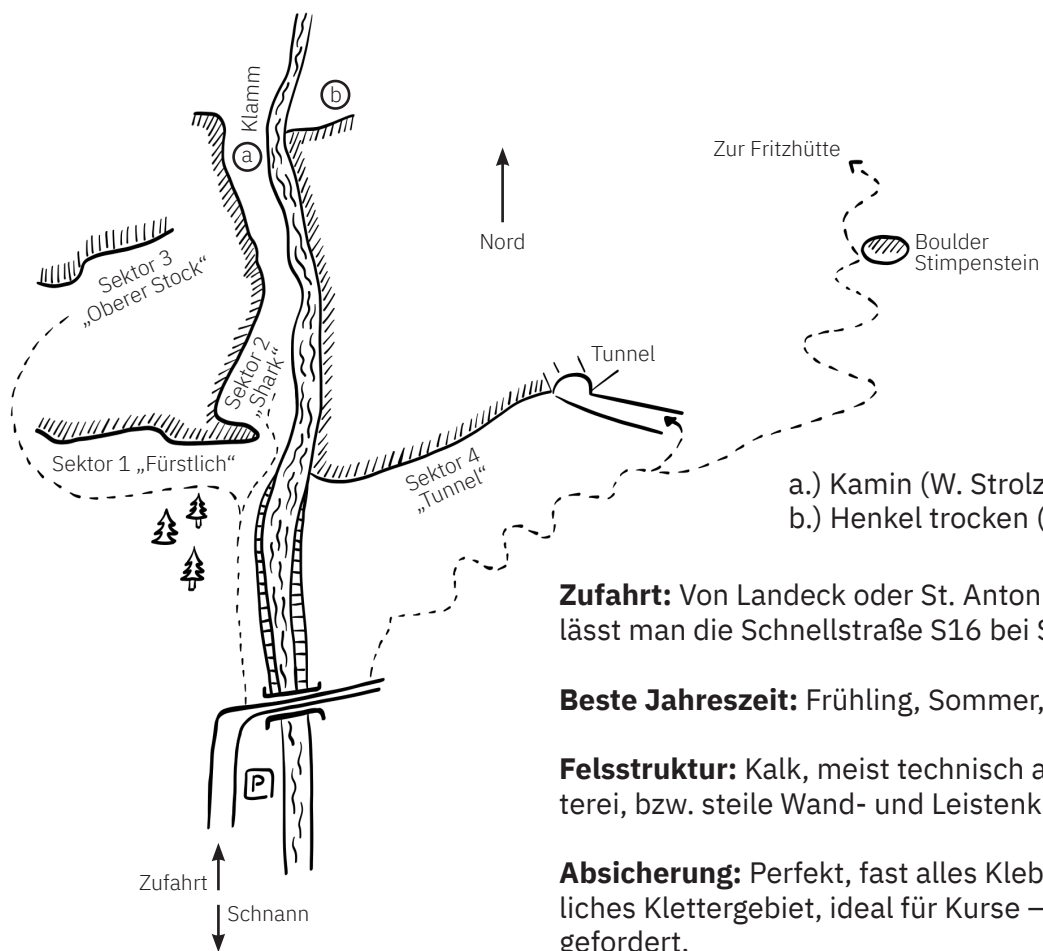 Klamm
b
a
Zur Fritzhütte
Nord
Boulder
Stimpenstein
Sektor 3
„Oberer Stock“
Sektor 2
„Shark“
Tunnel
Sektor 1 „Fürstlich“
Sektor 4
„Tunnel“
a.) Kamin (W. Strolz
b.) Henkel trocken (
Zufahrt: Von Landeck oder St. Anton
lässt man die Schnellstraße S16 bei S
Beste Jahreszeit: Frühling, Sommer,
Felsstruktur: Kalk, meist technisch a
terei, bzw. steile Wand- und Leistenk
P
Absicherung: Perfekt, fast alles Kleb
liches Klettergebiet, ideal für Kurse –
gefordert.
Zufahrt
Schnann